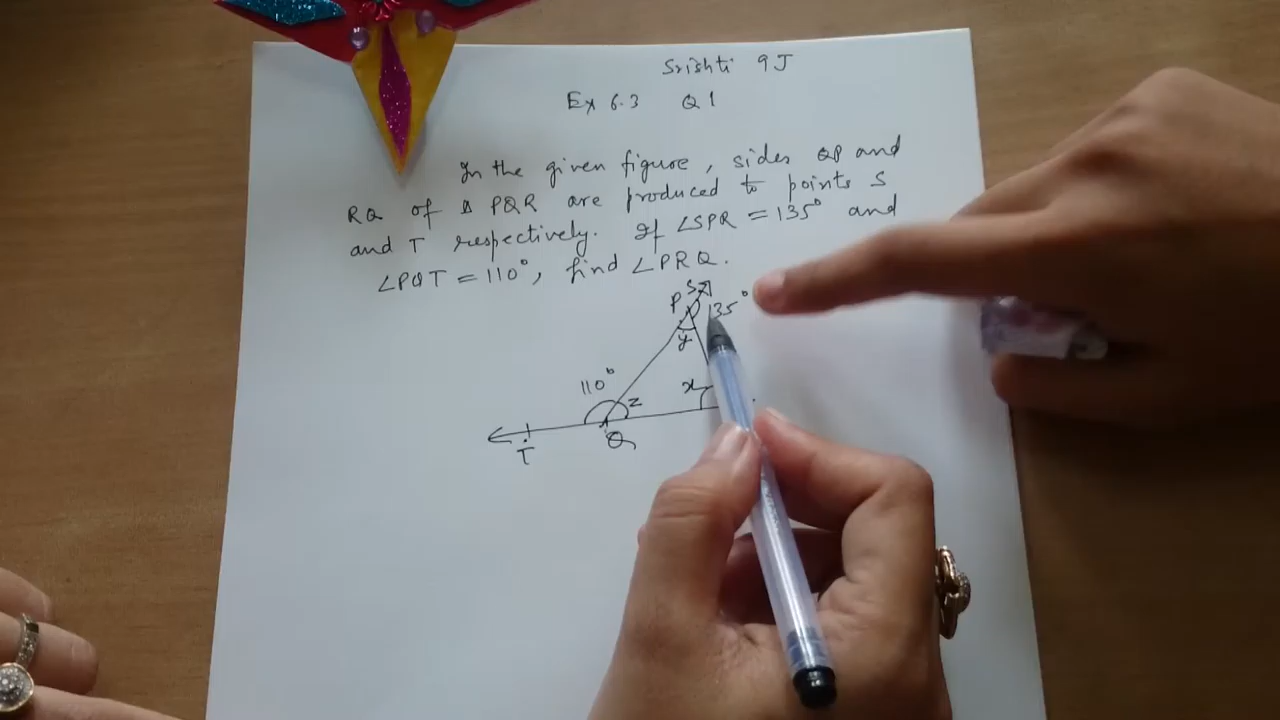 Srishti 9J
Ex 6.3 Q1
In the given figure, sides QP and
RQ of Δ PQR are produced to points S
and T respectively. If ∠SPR = 135° and
∠PQT = 110°, find ∠PRQ.
S
P 135°
y
110° z x
T Q